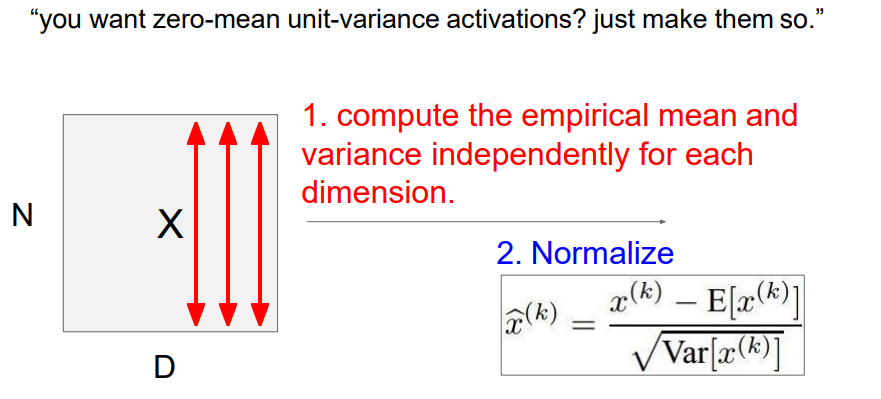 “you want zero-mean unit-variance activations? just make them so.”
1. compute the empirical mean and
variance independently for each
dimension.
N
X
D
2. Normalize
x̂^(k) = (x^(k) − E[x^(k)]) / √Var[x^(k)]